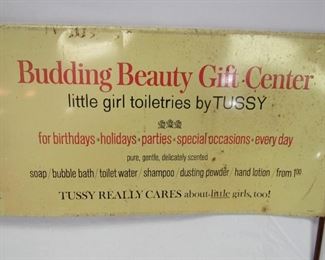 Budding Beauty Gift Center
little girl toiletries by TUSSY
for birthdays • holidays • parties • special occasions • every day
pure, gentle, delicately scented
soap / bubble bath / toilet water / shampoo / dusting powder / hand lotion / from 1.00
TUSSY REALLY CARES about little girls, too!